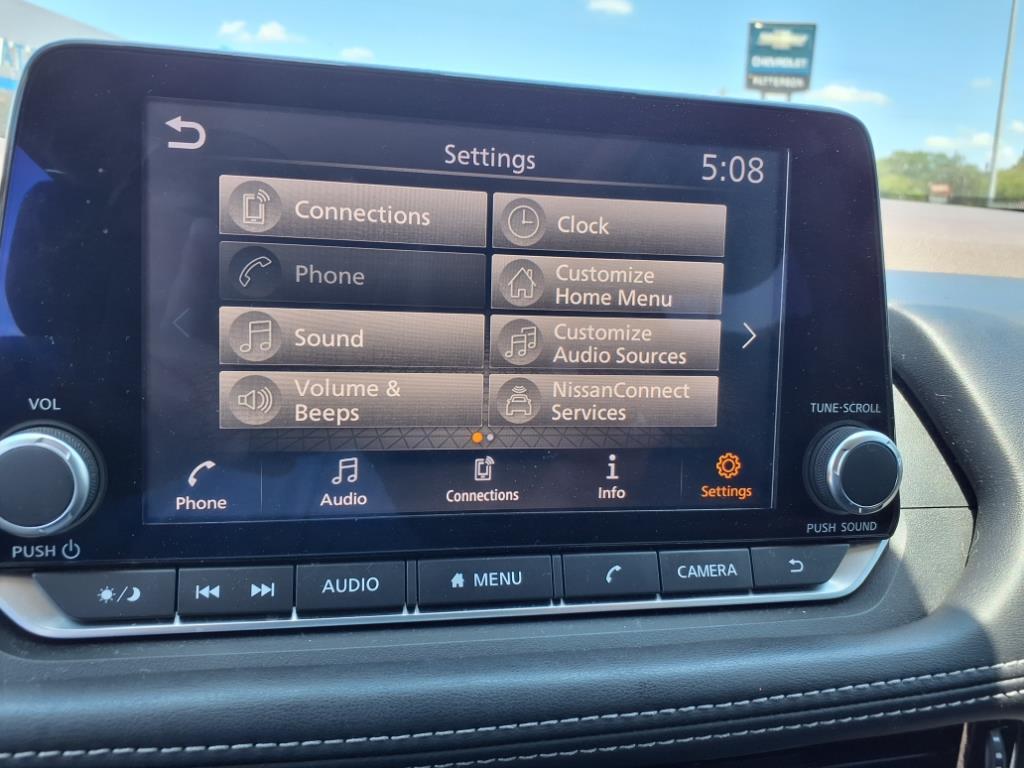 CHEVROLET
PATTERSON
Settings
5:08
Connections
Clock
Phone
Customize
Home Menu
Sound
Customize
Audio Sources
Volume &
Beeps
NissanConnect
Services
Phone
Audio
Connections
i
Info
Settings
VOL
PUSH
TUNE·SCROLL
PUSH SOUND
AUDIO
MENU
CAMERA